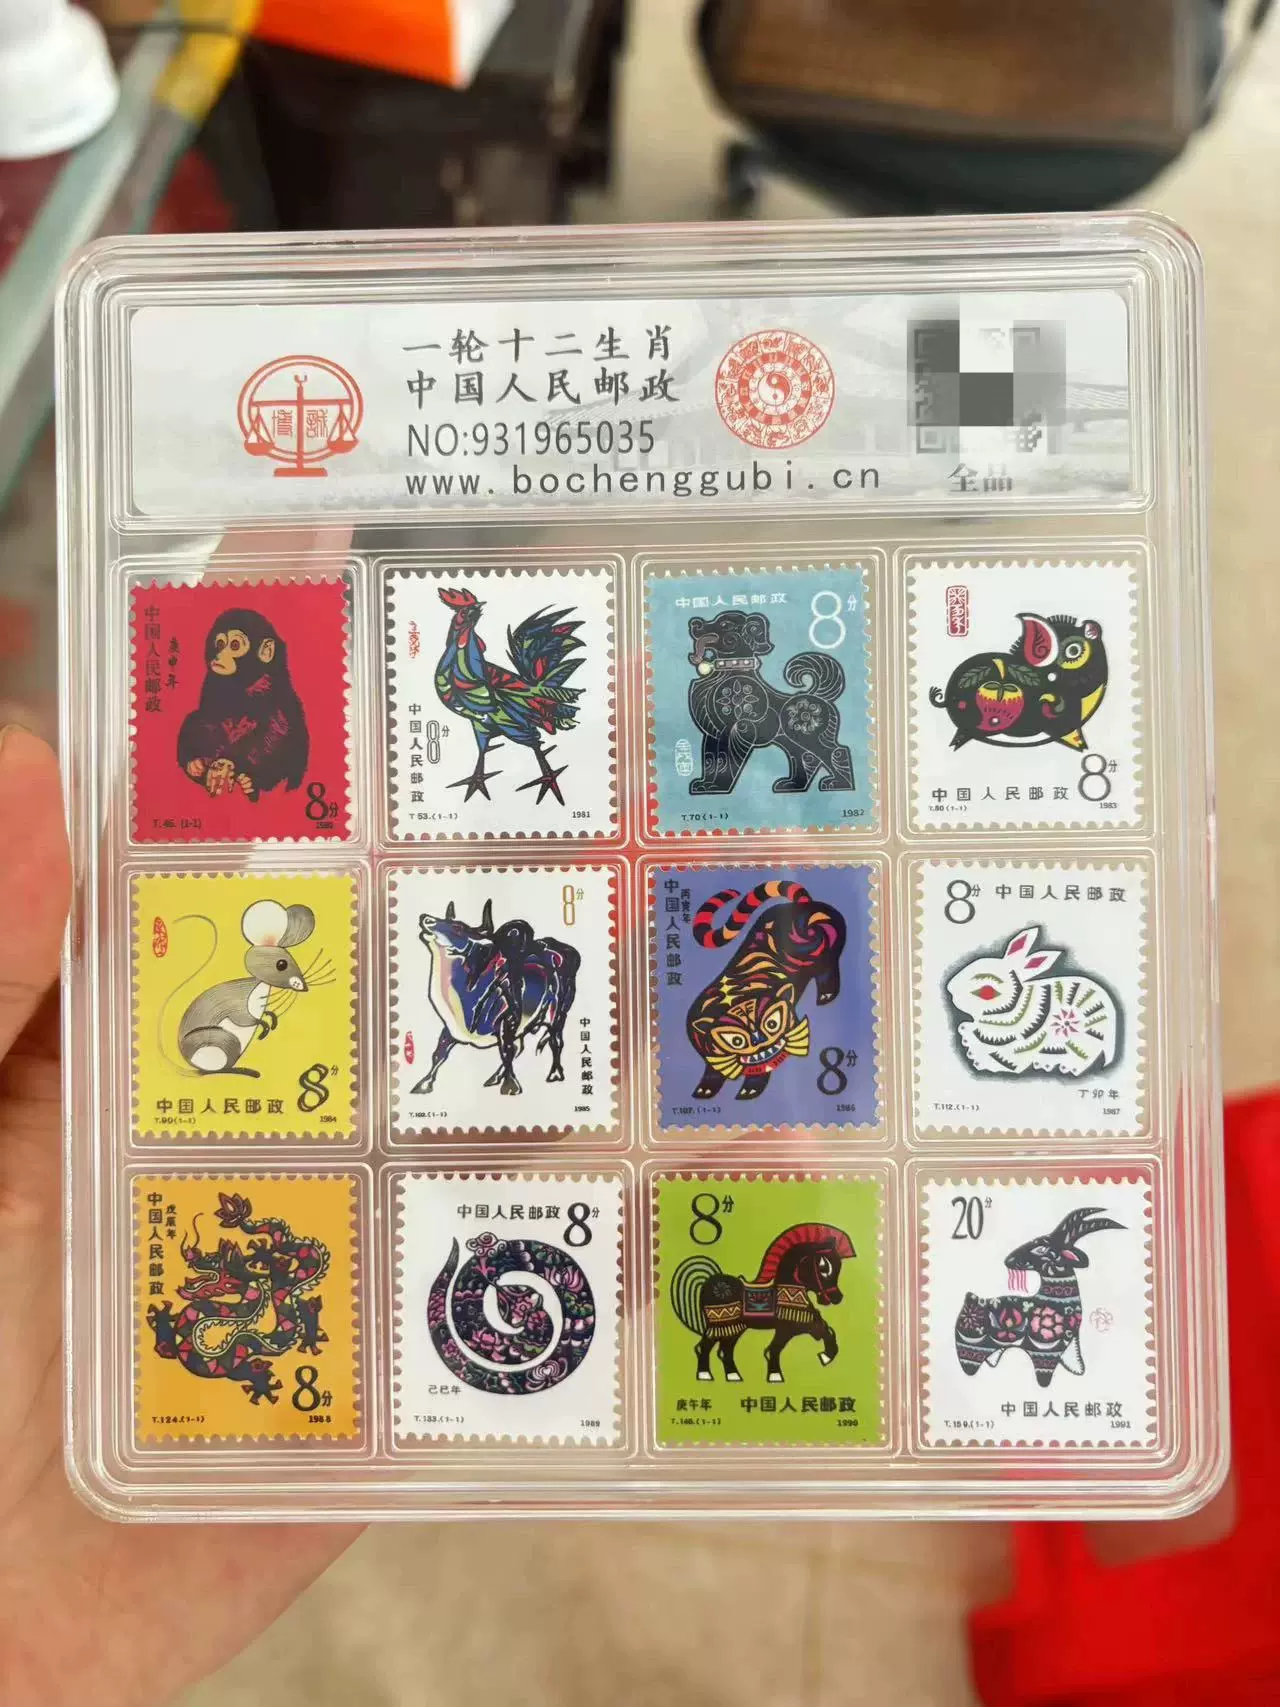 一轮十二生肖
中国人民邮政
NO:931965035
www.bochenggubi.cn
全品
中国人民邮政
庚申年
8分
T.46.(1-1)
1980
中国人民邮政
8分
T.53.(1-1)
1981
中国人民邮政
8分
T.70(1-1)
1982
8分
中国人民邮政
T.80(1-1)
1983
8分
中国人民邮政
T.90(1-1)
1984
8分
中国人民邮政
T.102.(1-1)
1985
中国人民邮政
丙寅年
8分
T.107.(1-1)
1986
8分
中国人民邮政
丁卯年
T.112.(1-1)
1987
中国人民邮政
戊辰年
8分
T.124.(1-1)
1988
中国人民邮政
8分
己巳年
T.133.(1-1)
1989
8分
庚午年
中国人民邮政
T.146.(1-1)
1990
20分
中国人民邮政
T.159.(1-1)
1991